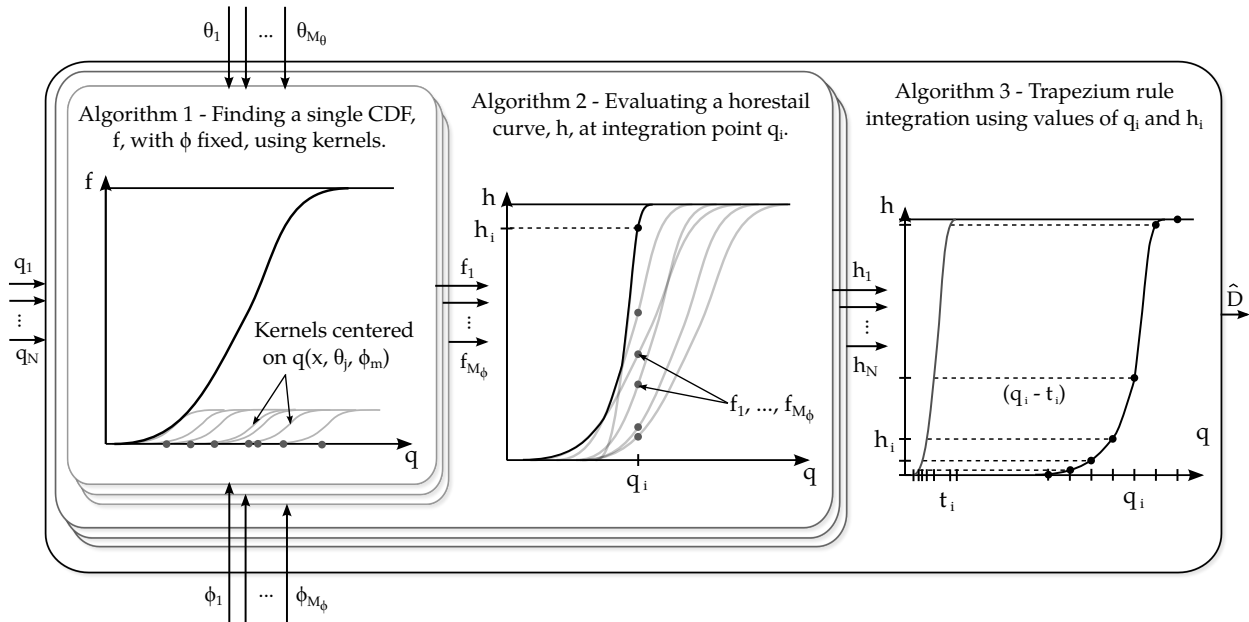 θ1 ... θMθ
Algorithm 1 - Finding a single CDF,
f, with ϕ fixed, using kernels.
f
Kernels centered
on q(x, θj, ϕm)
q
q1
...
qN
ϕ1 ... ϕMϕ
f1
...
fMϕ
Algorithm 2 - Evaluating a horestail
curve, h, at integration point qi.
h
hi
f1, ..., fMϕ
q
qi
h1
...
hN
Algorithm 3 - Trapezium rule
integration using values of qi and hi
h
(qi - ti)
hi
q
ti
qi
D̂